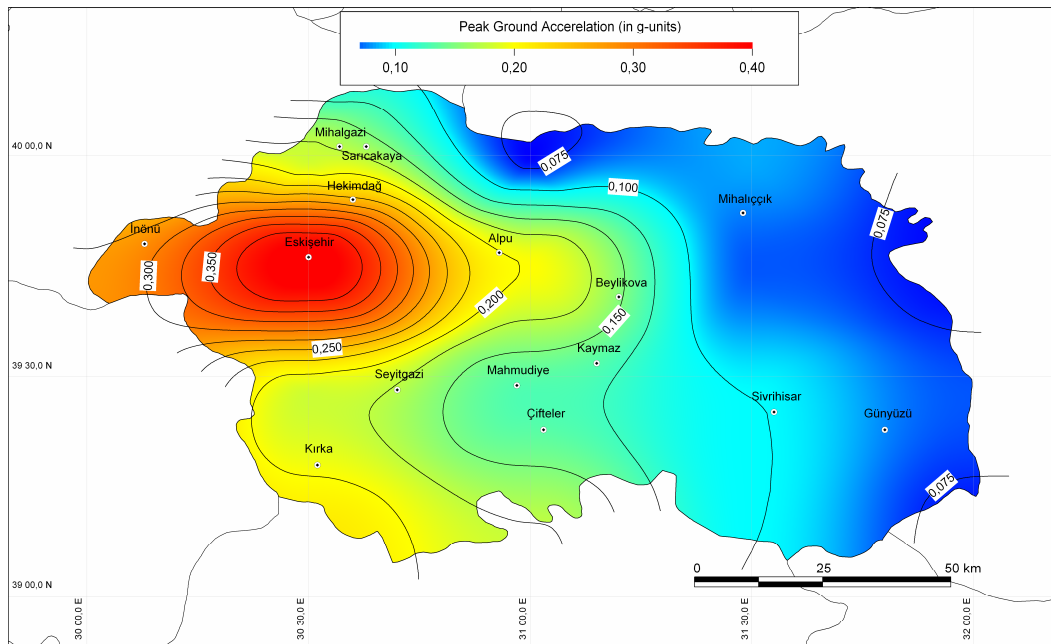 Peak Ground Accerelation (in g-units)
0,10 0,20 0,30 0,40
Mihalgazi
40 00,0 N
Sarıcakaya
0,075
Hekimdağ
0,100
Mihalıççık
0,075
İnönü
Eskişehir
Alpu
0,300
0,350
Beylikova
0,200
0,150
0,250
Kaymaz
39 30,0 N
Seyitgazi
Mahmudiye
Sivrihisar
Çifteler
Günyüzü
Kırka
0,075
0 25 50 km
39 00,0 N
30 00,0 E
30 30,0 E
31 00,0 E
31 30,0 E
32 00,0 E